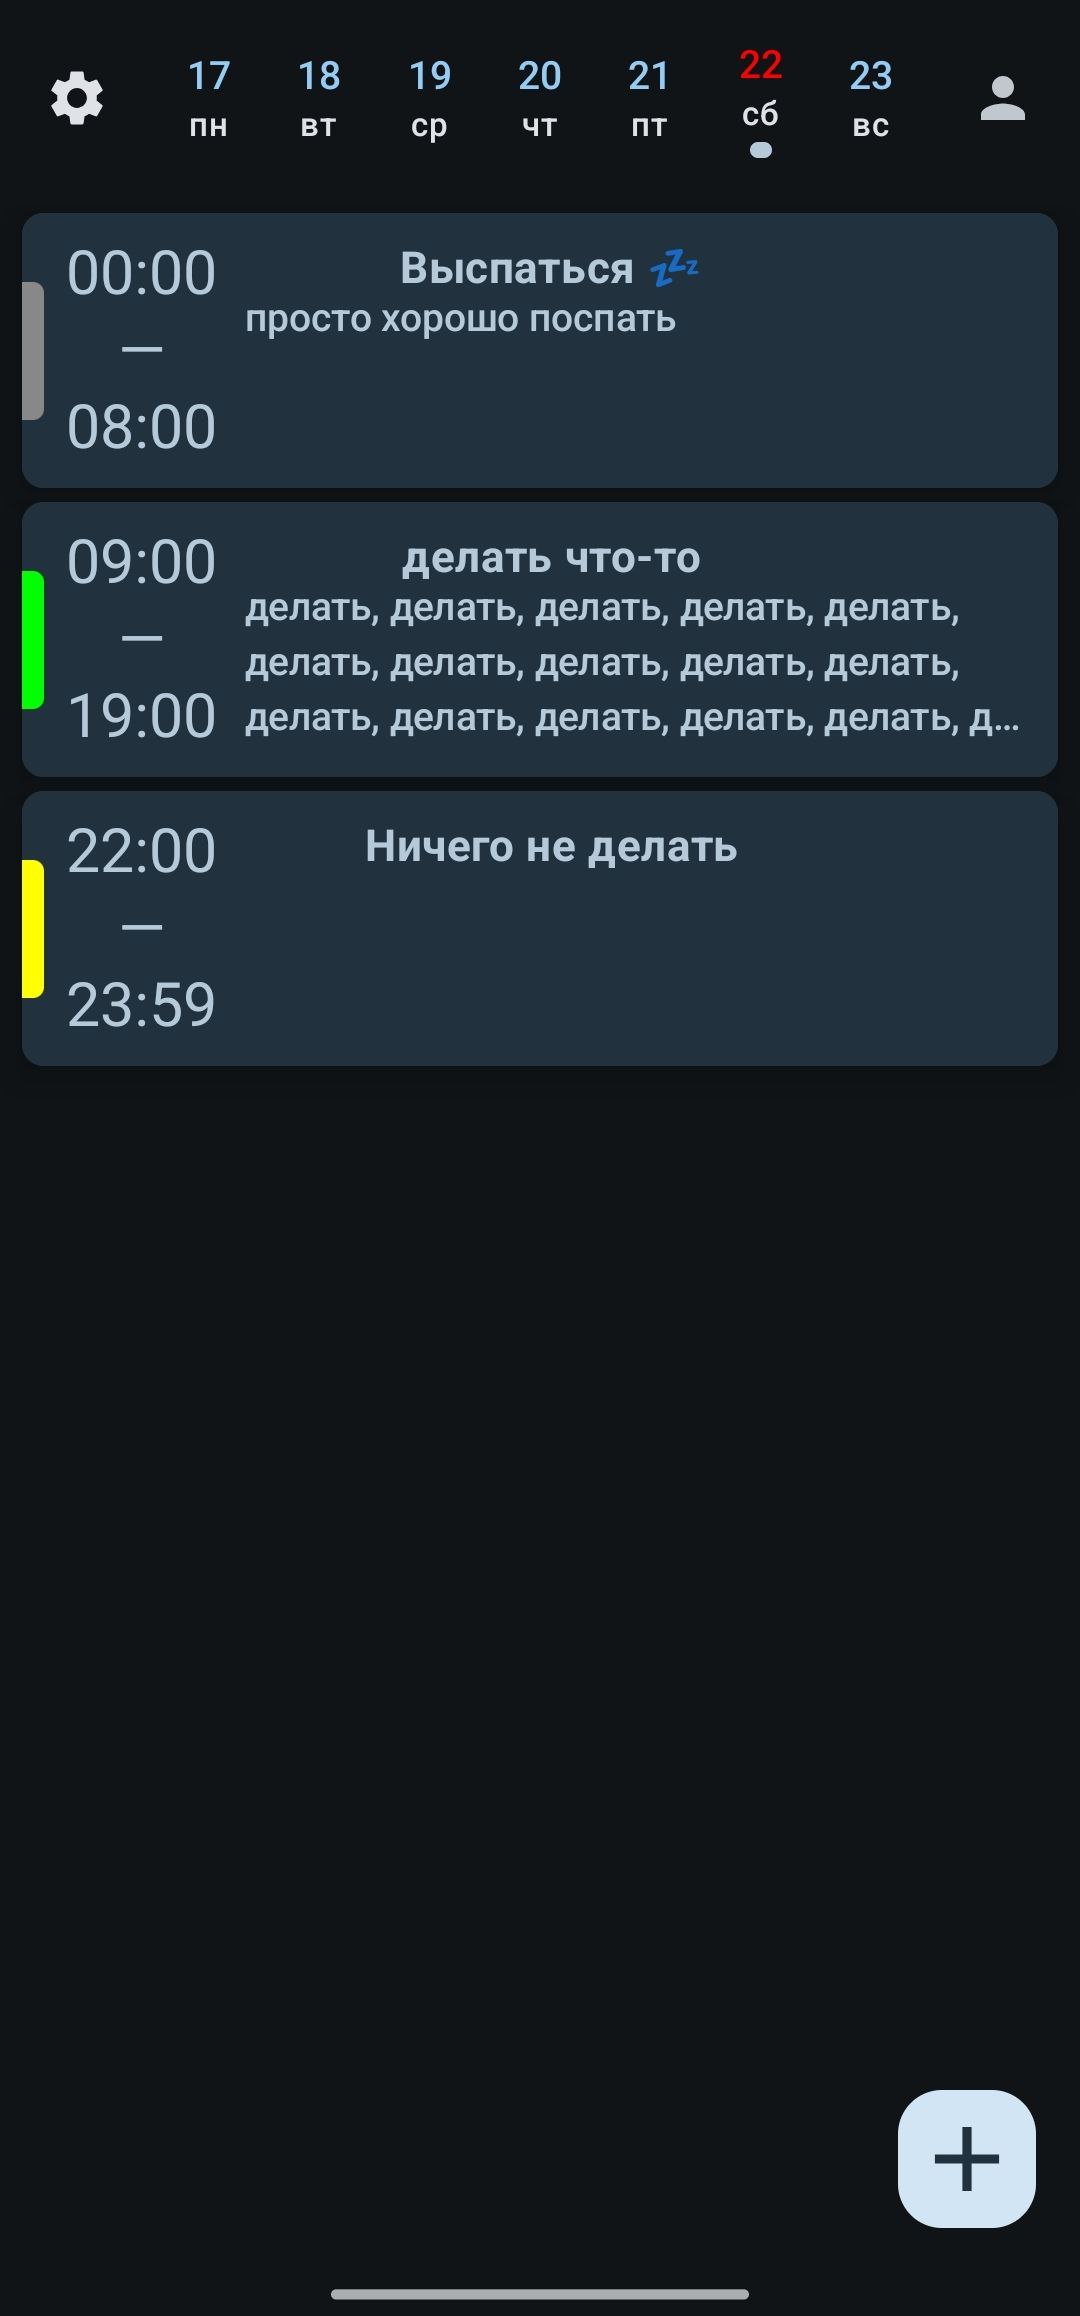 17 18 19 20 21 22 23
пн вт ср чт пт сб вс
00:00
—
08:00
Выспаться 💤
просто хорошо поспать
09:00
—
19:00
делать что-то
делать, делать, делать, делать, делать,
делать, делать, делать, делать, делать,
делать, делать, делать, делать, делать, д...
22:00
—
23:59
Ничего не делать